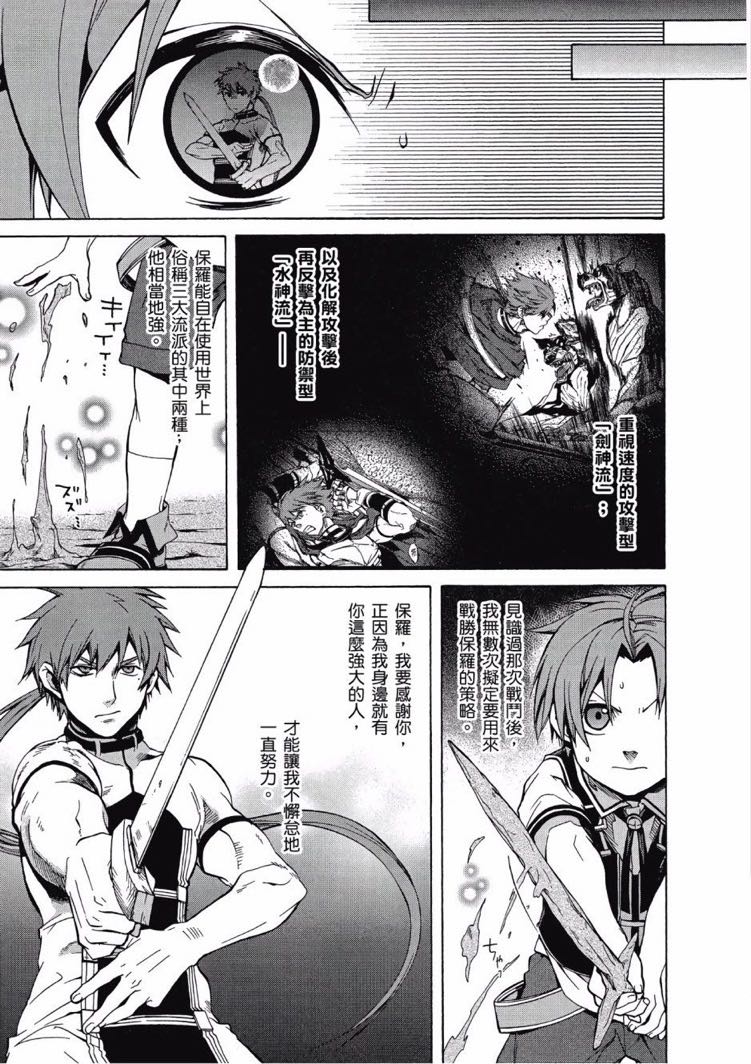 重視速度的攻擊型
「劍神流」；
以及化解攻擊後
再反擊為主的防禦型
「水神流」——
保羅能自在使用世界上
俗稱三大流派的其中兩種；
他相當地強。
キィイィ…
ズズ…
見識過那次戰鬥後，
我無數次擬定要用來
戰勝保羅的策略。
ちゃっ
保羅，我要感謝你，
正因為我身邊就有
你這麼強大的人，
才能讓我不懈怠地
一直努力。